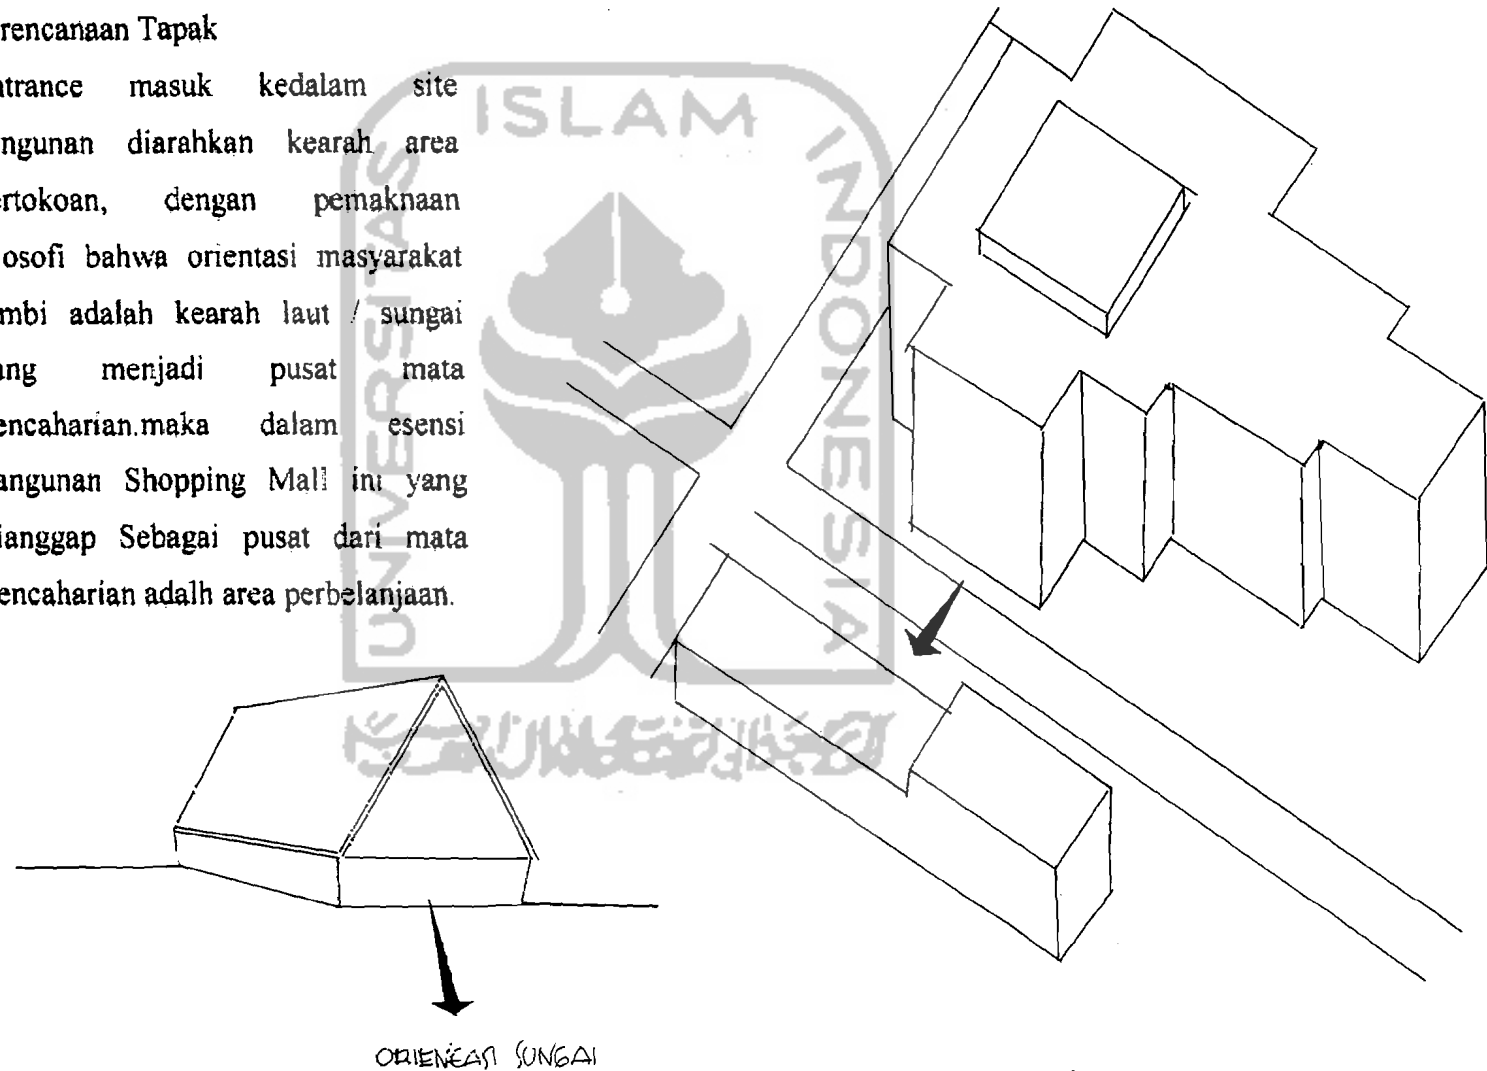 rencanaan Tapak
ntrance masuk kedalam site
ngunan diarahkan kearah area
ertokoan, dengan pemaknaan
osofi bahwa orientasi masyarakat
mbi adalah kearah laut / sungai
ang menjadi pusat mata
encaharian.maka dalam esensi
angunan Shopping Mall ini yang
ianggap Sebagai pusat dari mata
encaharian adalh area perbelanjaan.
UNIVERSITAS
ISLAM
INDONESIA
ORIENTASI SUNGAI